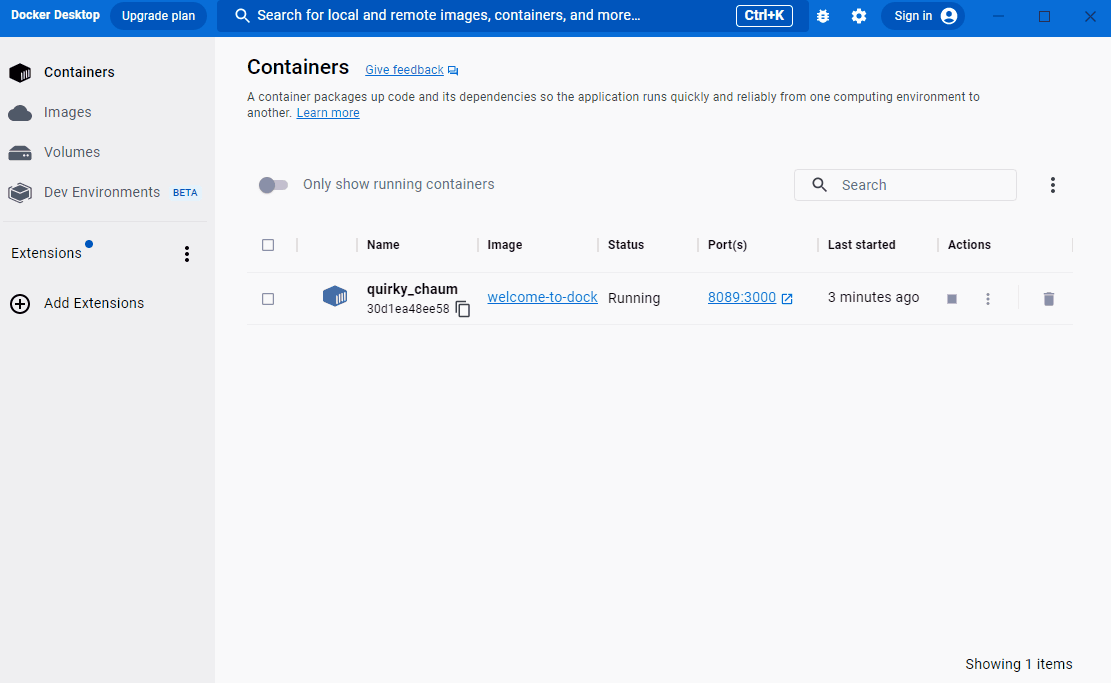 Docker Desktop
Upgrade plan
Search for local and remote images, containers, and more...
Ctrl+K
Sign in
Containers
Images
Volumes
Dev Environments BETA
Extensions
Add Extensions
Containers
Give feedback
A container packages up code and its dependencies so the application runs quickly and reliably from one computing environment to
another. Learn more
Only show running containers
Search
Name Image Status Port(s) Last started Actions
quirky_chaum
30d1ea48ee58
welcome-to-dock
Running
8089:3000
3 minutes ago
Showing 1 items